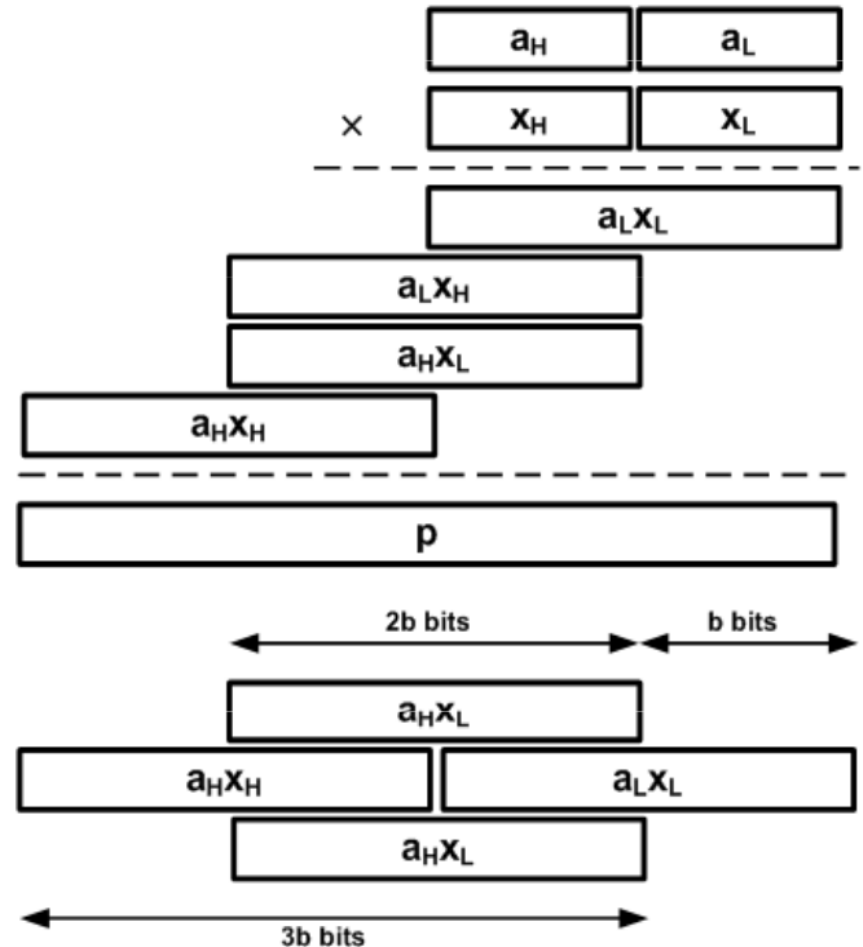 aH aL
× xH xL
aLxL
aLxH
aHxL
aHxH
p
2b bits b bits
aHxL
aHxH aLxL
aHxL
3b bits